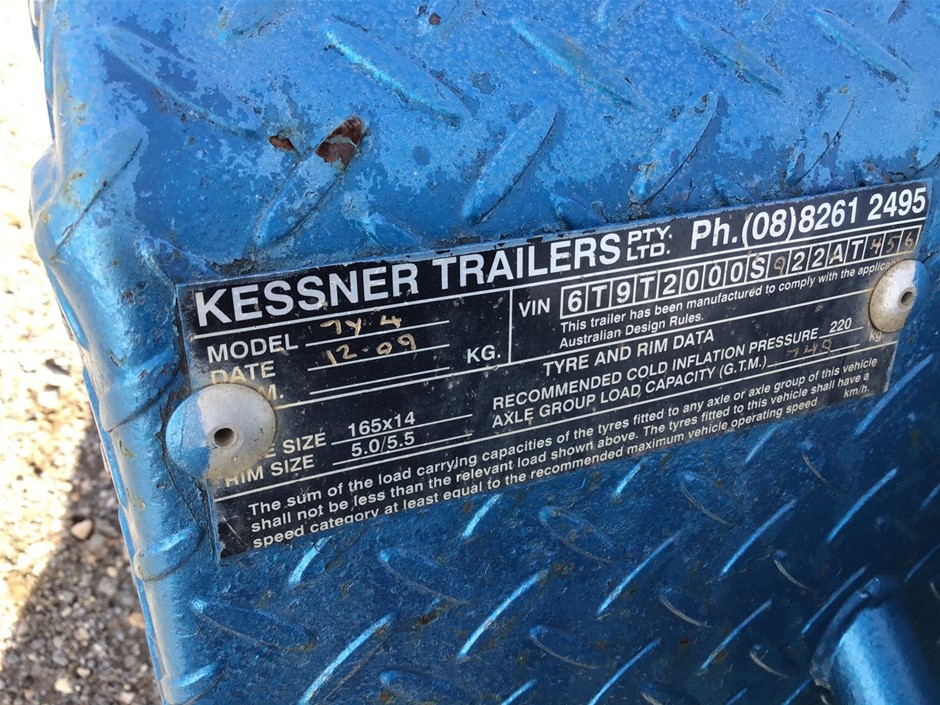 KESSNER TRAILERS PTY. LTD. Ph.(08)8261 2495
MODEL 7x4
DATE 12-09
M. KG.
VIN 6T9T2000S922AT456
This trailer has been manufactured to comply with the applicable
Australian Design Rules.
TYRE AND RIM DATA
RECOMMENDED COLD INFLATION PRESSURE 220
AXLE GROUP LOAD CAPACITY (G.T.M.) 749 Kg.
SIZE 165x14
RIM SIZE 5.0/5.5
The sum of the load carrying capacities of the tyres fitted to any axle or axle group of this vehicle
shall not be less than the relevant load shown above. The tyres fitted to this vehicle shall have a
speed category at least equal to the recommended maximum vehicle operating speed km/h.